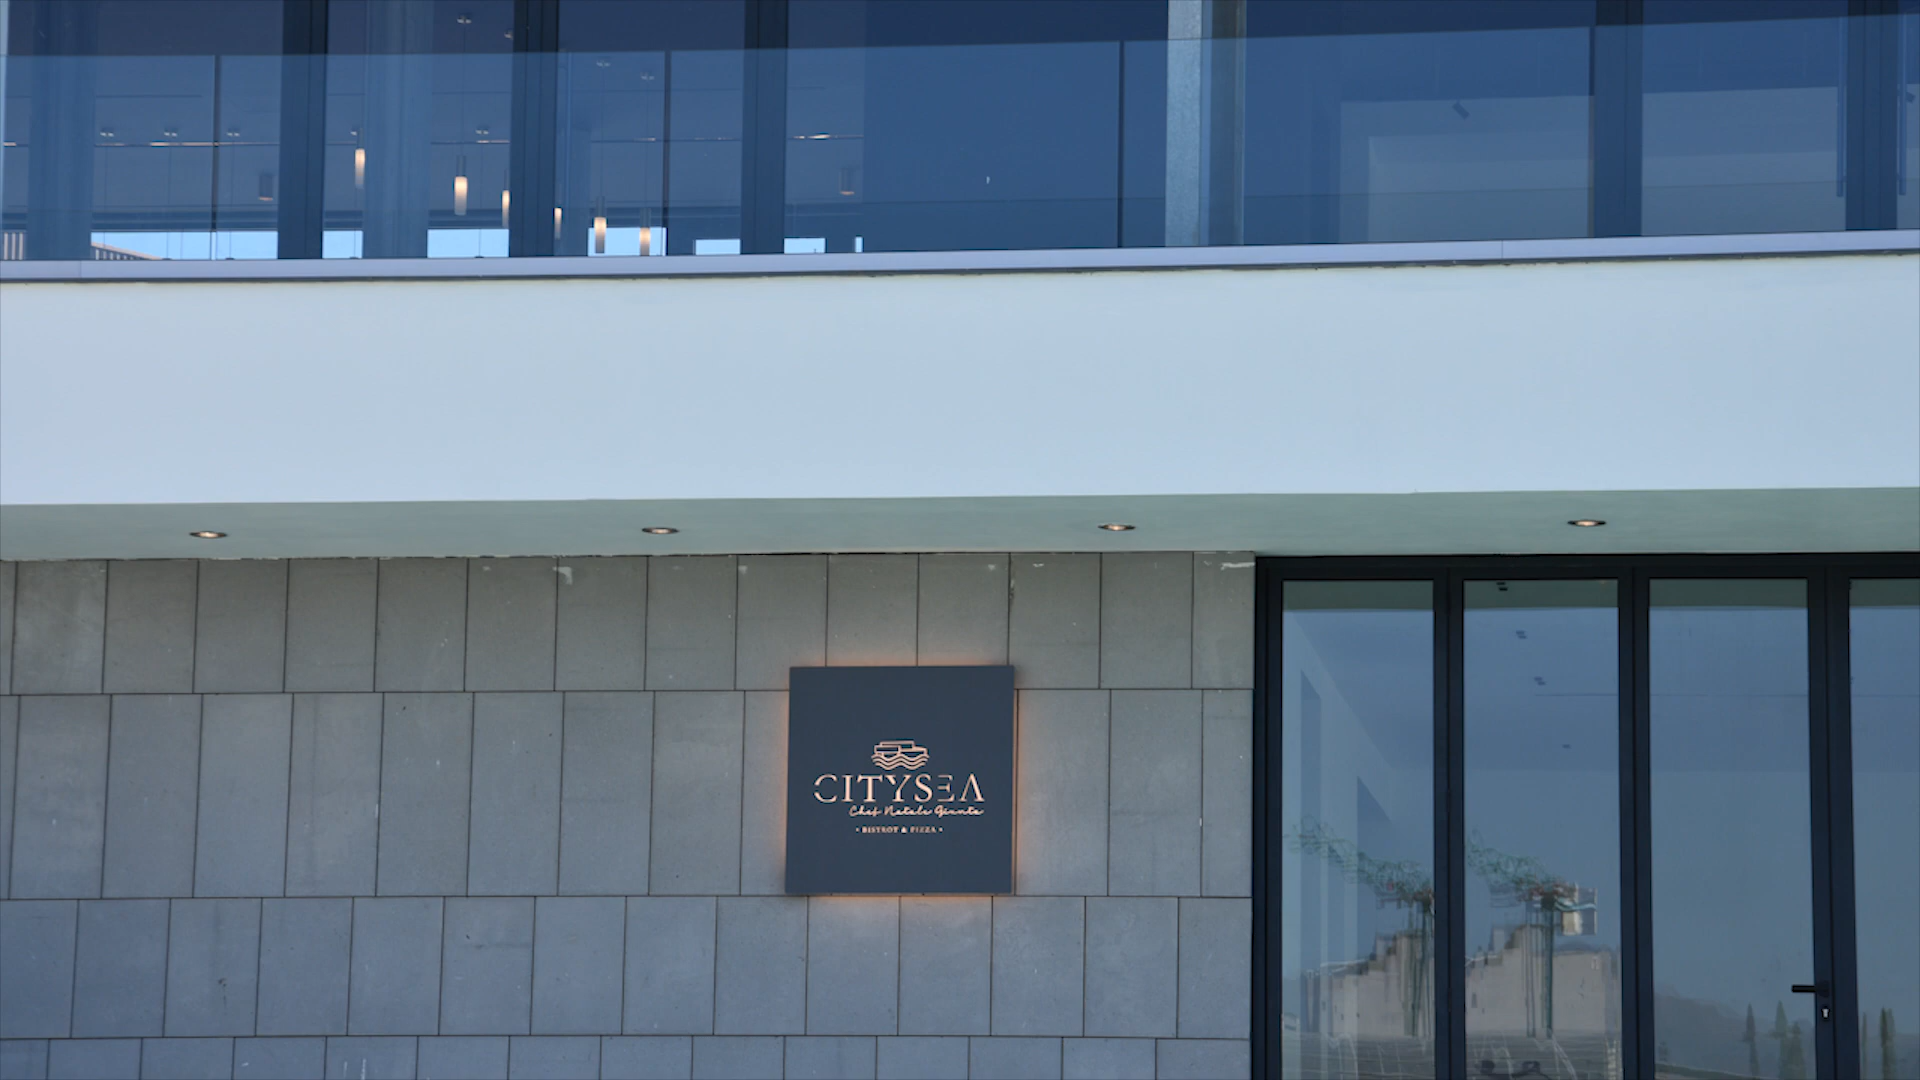 CITYSEA
Chef Natale Giunta
• BISTROT & PIZZA •